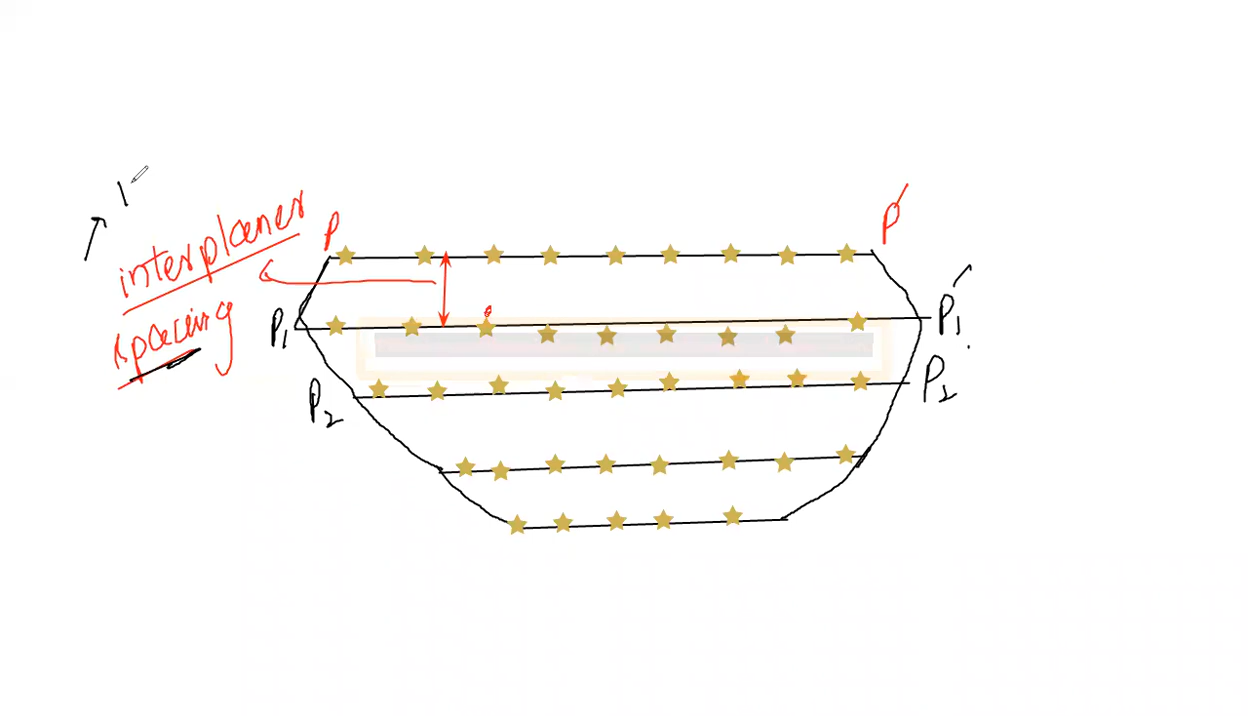 P P'
interplaner
spacing
P₁ P₁'
P₂ P₂'